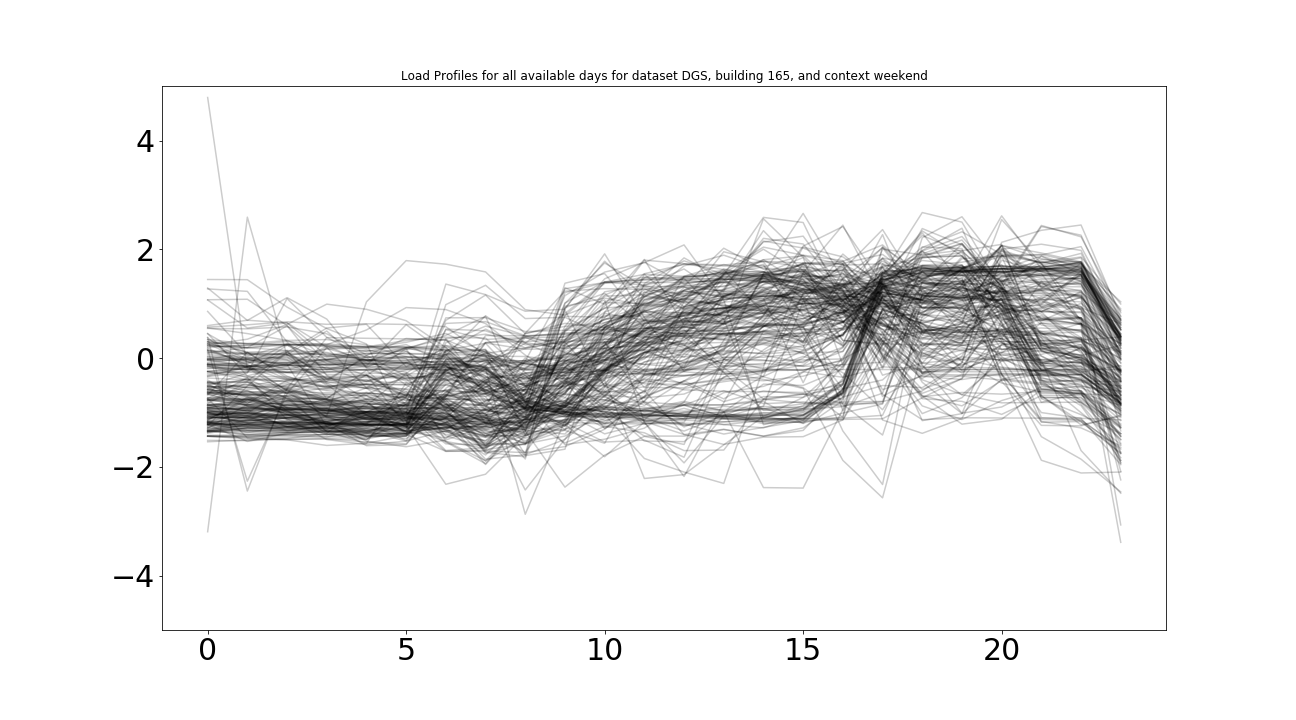 Load Profiles for all available days for dataset DGS, building 165, and context weekend
4
2
0
−2
−4
0 5 10 15 20